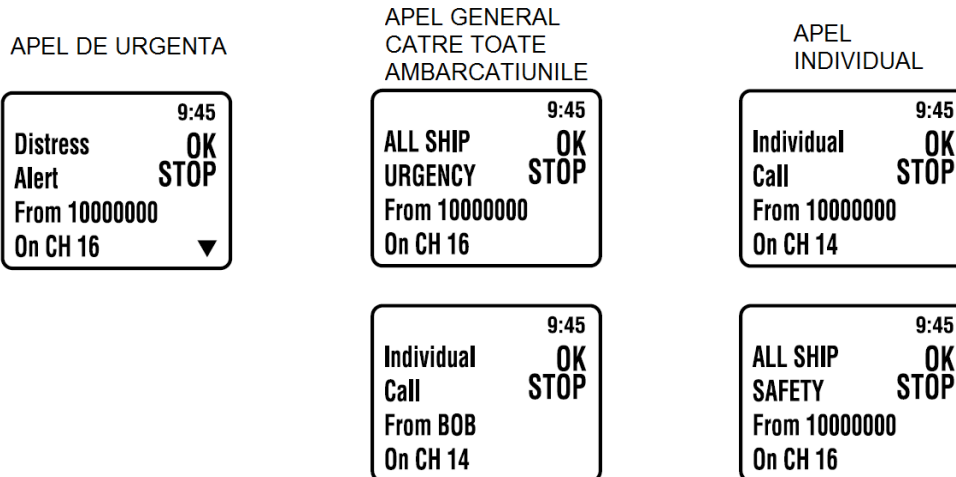 APEL DE URGENTA
APEL GENERAL
CATRE TOATE
AMBARCATIUNILE
APEL
INDIVIDUAL
9:45
Distress OK
Alert STOP
From 10000000
On CH 16 ▼
9:45
ALL SHIP OK
URGENCY STOP
From 10000000
On CH 16
9:45
Individual OK
Call STOP
From 10000000
On CH 14
9:45
Individual OK
Call STOP
From BOB
On CH 14
9:45
ALL SHIP OK
SAFETY STOP
From 10000000
On CH 16